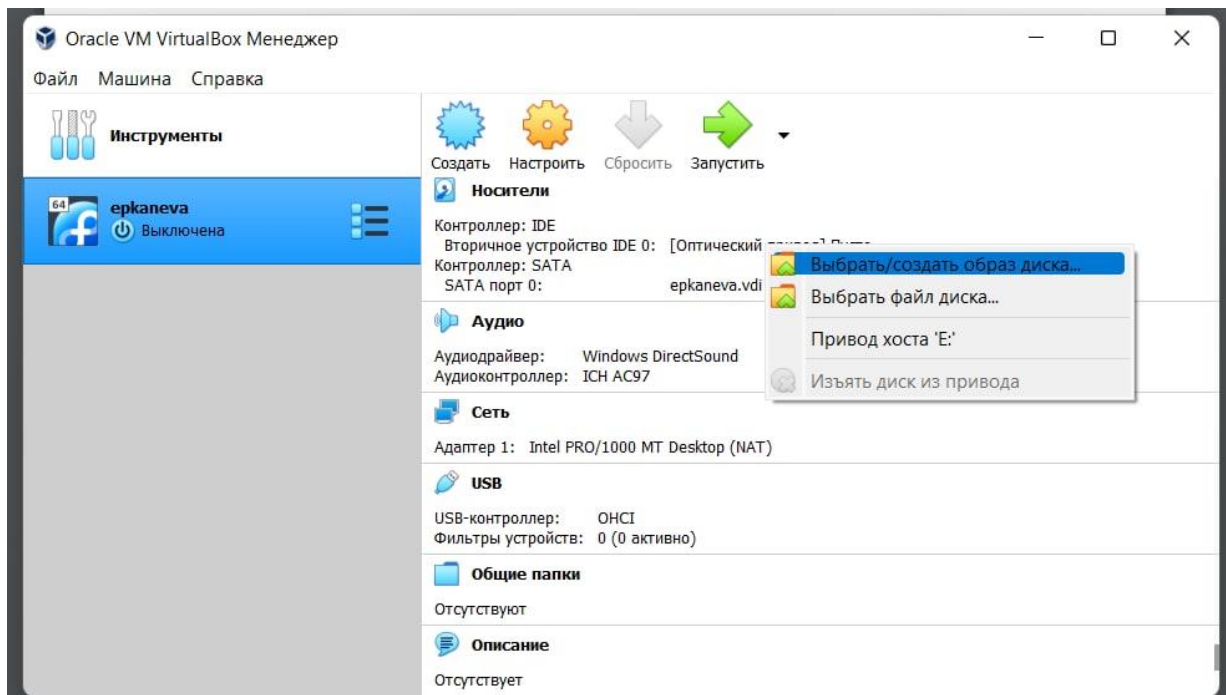 Oracle VM VirtualBox Менеджер
Файл Машина Справка
Инструменты
64
epkaneva
Выключена
Создать Настроить Сбросить Запустить
Носители
Контроллер: IDE
Вторичное устройство IDE 0: [Оптический
Контроллер: SATA
SATA порт 0: epkaneva.vdi
Выбрать/создать образ диска...
Выбрать файл диска...
Привод хоста 'E:'
Изъять диск из привода
Аудио
Аудиодрайвер: Windows DirectSound
Аудиоконтроллер: ICH AC97
Сеть
Адаптер 1: Intel PRO/1000 MT Desktop (NAT)
USB
USB-контроллер: OHCI
Фильтры устройств: 0 (0 активно)
Общие папки
Отсутствуют
Описание
Отсутствует